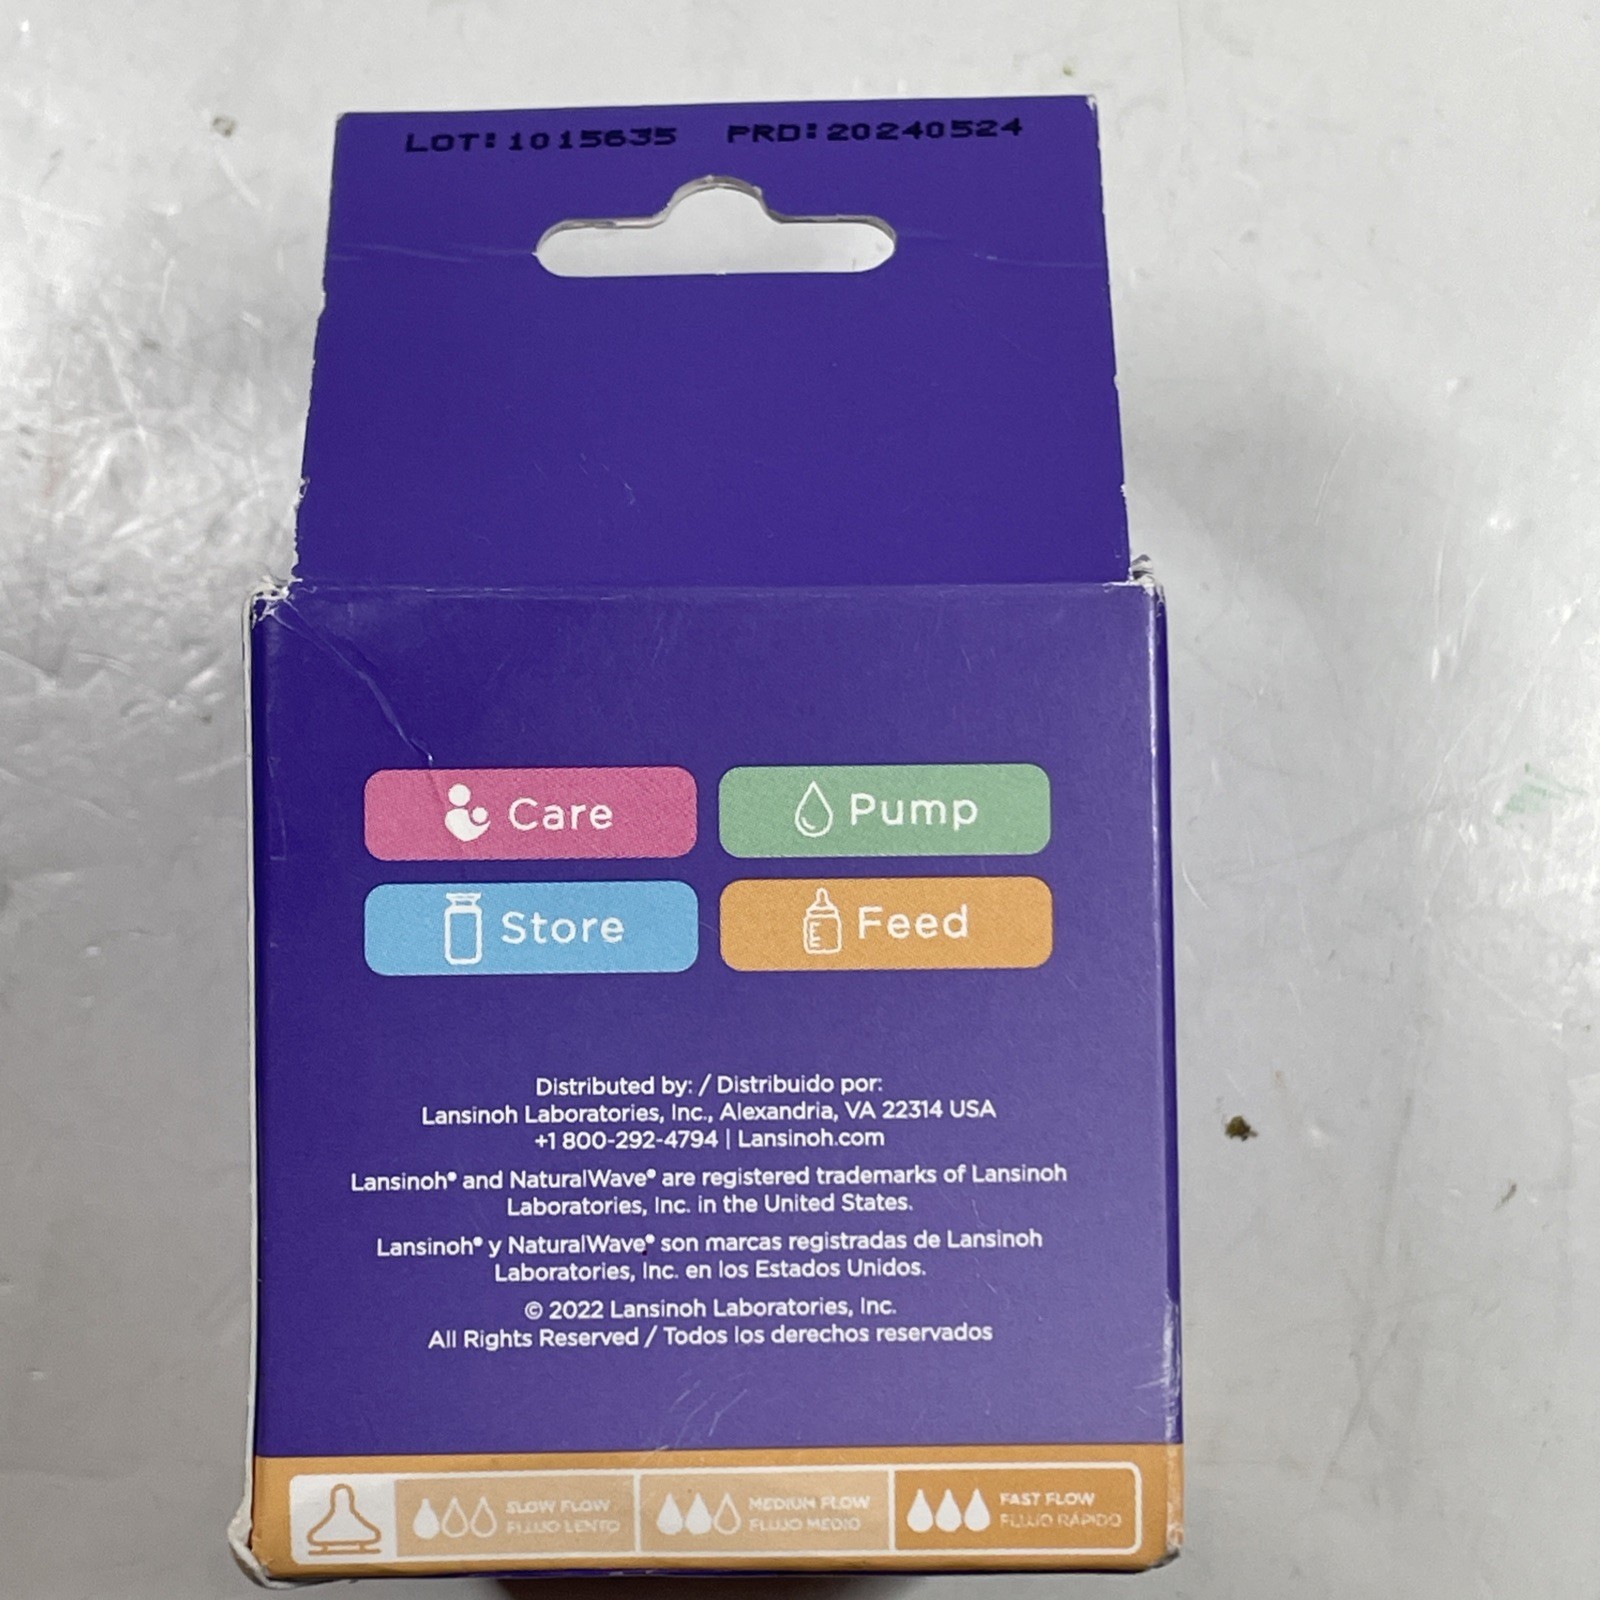 LOT:1015635 PRD:20240524
Care Pump
Store Feed
Distributed by: / Distribuido por:
Lansinoh Laboratories, Inc., Alexandria, VA 22314 USA
+1 800-292-4794 | Lansinoh.com
Lansinoh® and NaturalWave® are registered trademarks of Lansinoh
Laboratories, Inc. in the United States.
Lansinoh® y NaturalWave® son marcas registradas de Lansinoh
Laboratories, Inc. en los Estados Unidos.
© 2022 Lansinoh Laboratories, Inc.
All Rights Reserved / Todos los derechos reservados
SLOW FLOW MEDIUM FLOW FAST FLOW
FLUJO LENTO FLUJO MEDIO FLUJO RÁPIDO